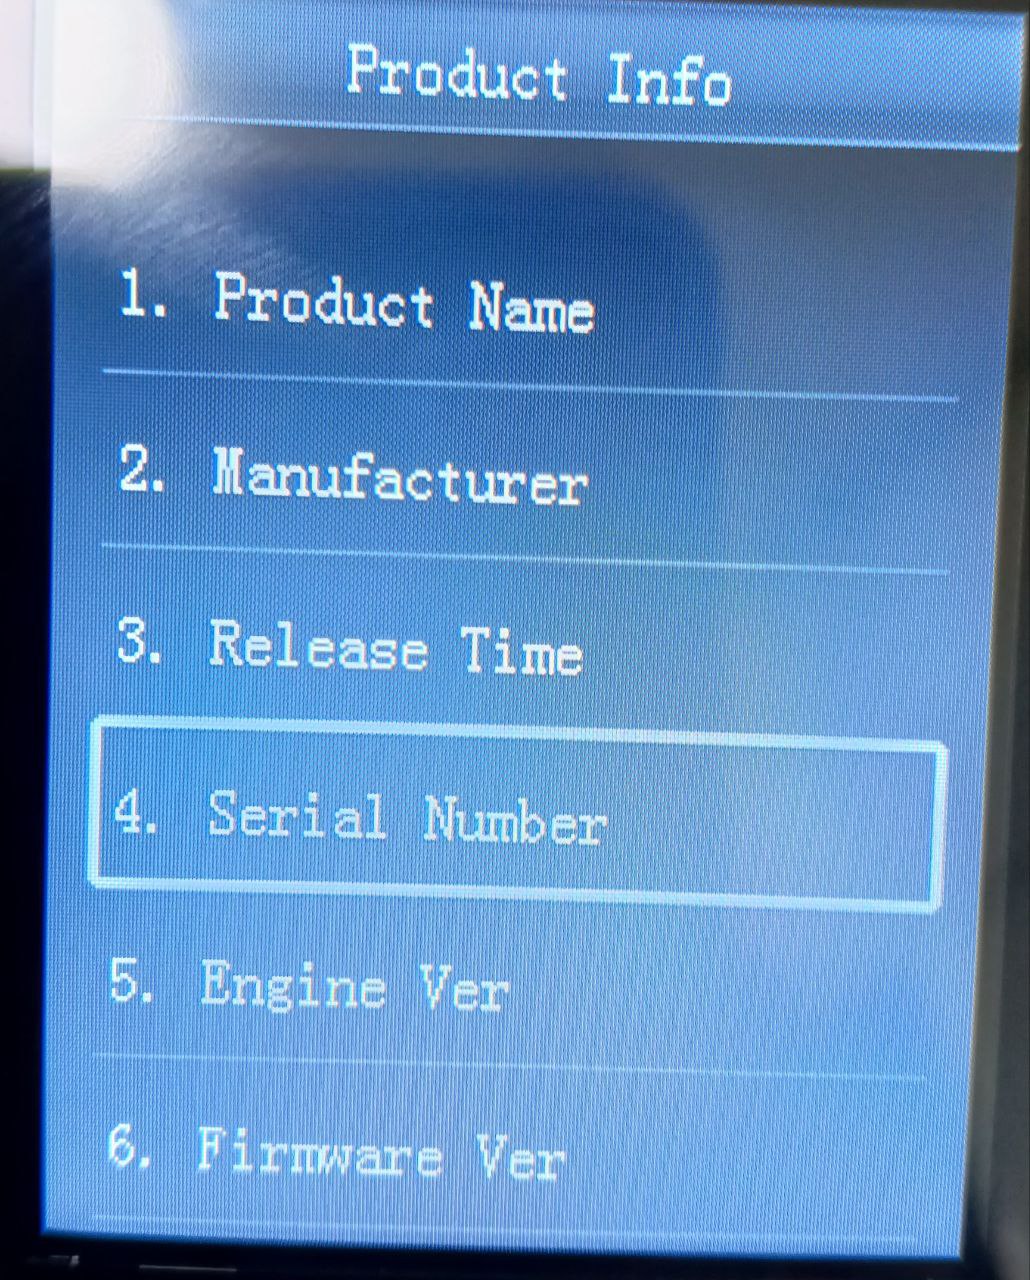 Product Info
1. Product Name
2. Manufacturer
3. Release Time
4. Serial Number
5. Engine Ver
6. Firmware Ver